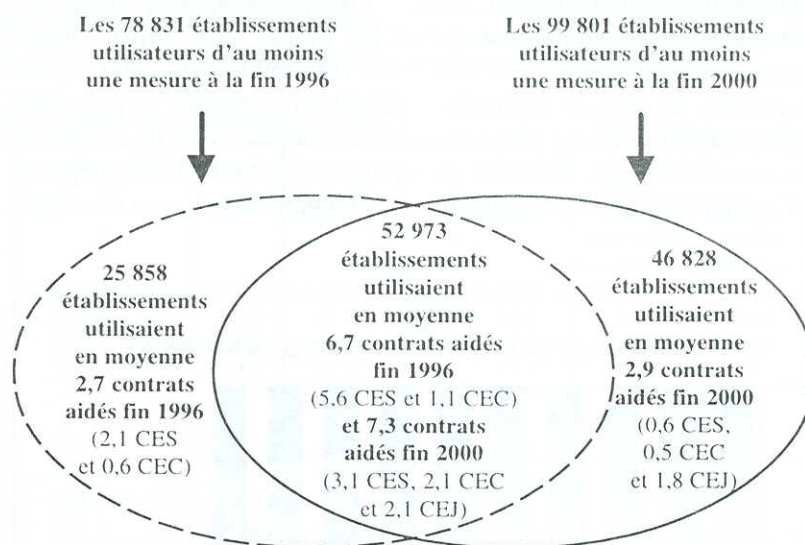 Les 78 831 établissements
utilisateurs d'au moins
une mesure à la fin 1996
Les 99 801 établissements
utilisateurs d'au moins
une mesure à la fin 2000
25 858
établissements
utilisaient
en moyenne
2,7 contrats
aidés fin 1996
(2,1 CES
et 0,6 CEC)
52 973
établissements
utilisaient
en moyenne
6,7 contrats aidés
fin 1996
(5,6 CES et 1,1 CEC)
et 7,3 contrats
aidés fin 2000
(3,1 CES, 2,1 CEC
et 2,1 CEJ)
46 828
établissements
utilisaient
en moyenne
2,9 contrats
aidés fin 2000
(0,6 CES,
0,5 CEC
et 1,8 CEJ)